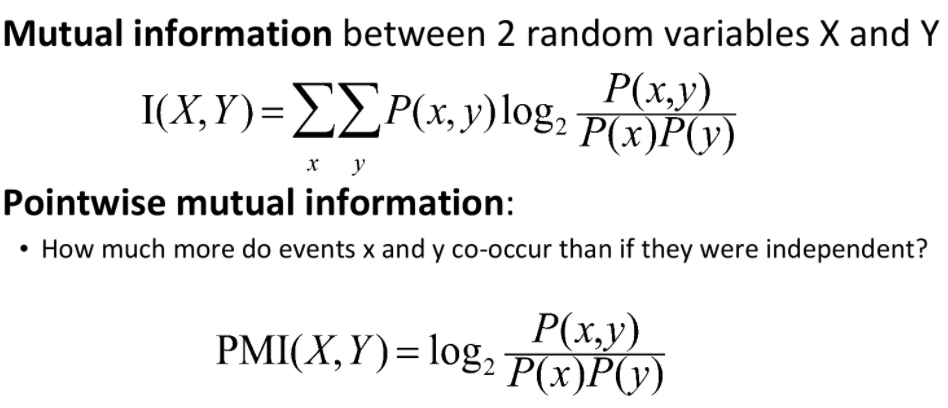 Mutual information between 2 random variables X and Y
I(X,Y) = ∑∑ P(x,y) log₂ P(x,y) / P(x)P(y)
x y
Pointwise mutual information:
• How much more do events x and y co-occur than if they were independent?
PMI(X,Y) = log₂ P(x,y) / P(x)P(y)